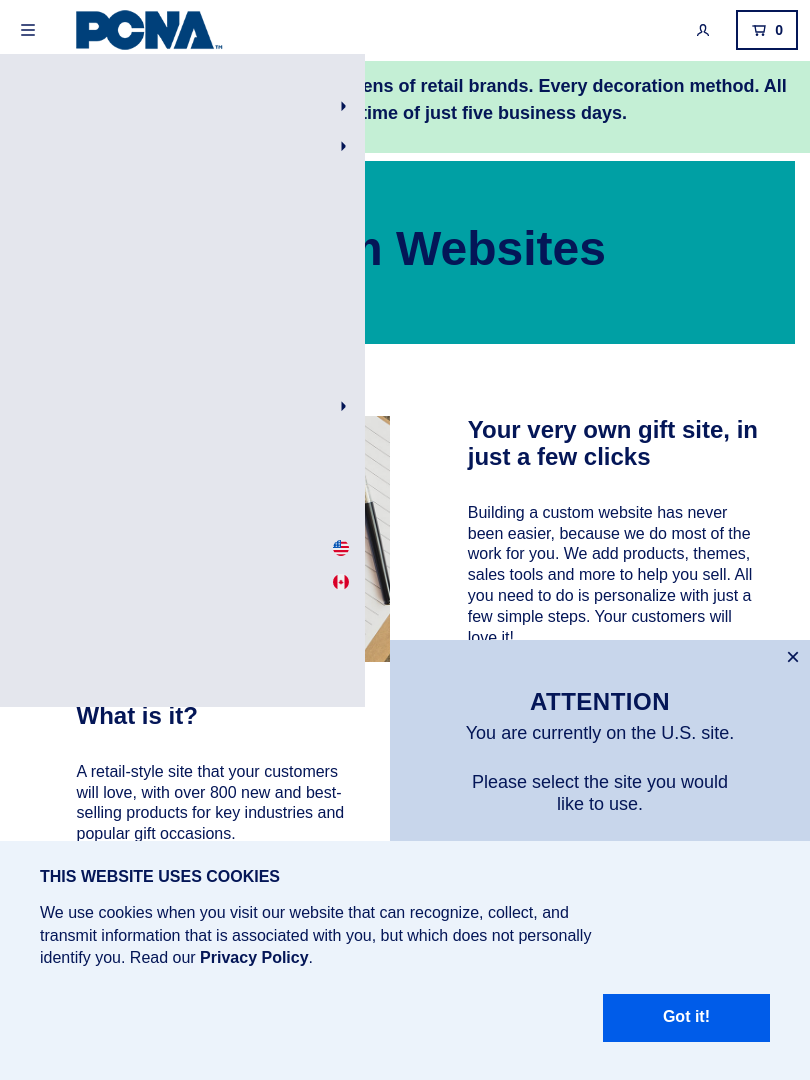 PCNA™
0
ens of retail brands. Every decoration method. All
time of just five business days.
Websites
Your very own gift site, in
just a few clicks
Building a custom website has never
been easier, because we do most of the
work for you. We add products, themes,
sales tools and more to help you sell. All
you need to do is personalize with just a
few simple steps. Your customers will
love it!
What is it?
A retail-style site that your customers
will love, with over 800 new and best-
selling products for key industries and
popular gift occasions.
ATTENTION
You are currently on the U.S. site.
Please select the site you would
like to use.
THIS WEBSITE USES COOKIES
We use cookies when you visit our website that can recognize, collect, and
transmit information that is associated with you, but which does not personally
identify you. Read our Privacy Policy.
Got it!